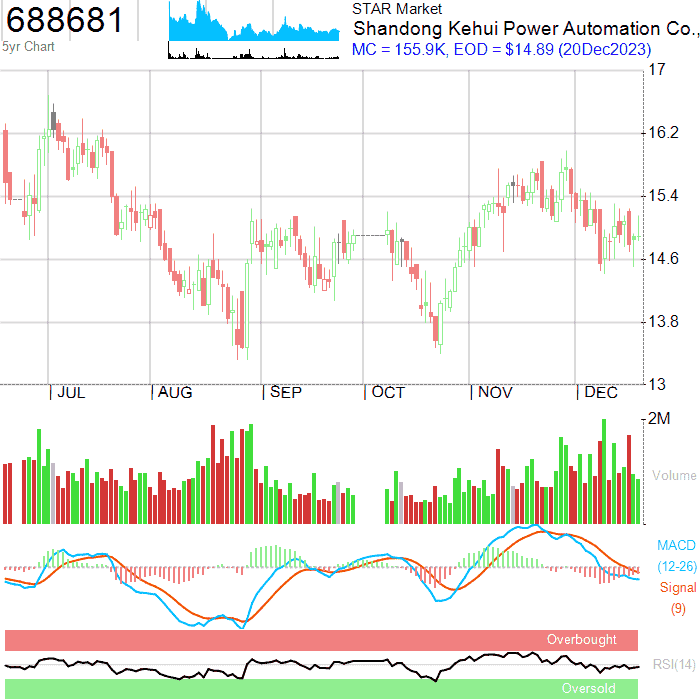 688681
5yr Chart
STAR Market
Shandong Kehui Power Automation Co.,
MC = 155.9K, EOD = $14.89 (20Dec2023)
17
16.2
15.4
14.6
13.8
13
JUL AUG SEP OCT NOV DEC
2M
Volume
MACD
(12-26)
Signal
(9)
Overbought
RSI(14)
Oversold